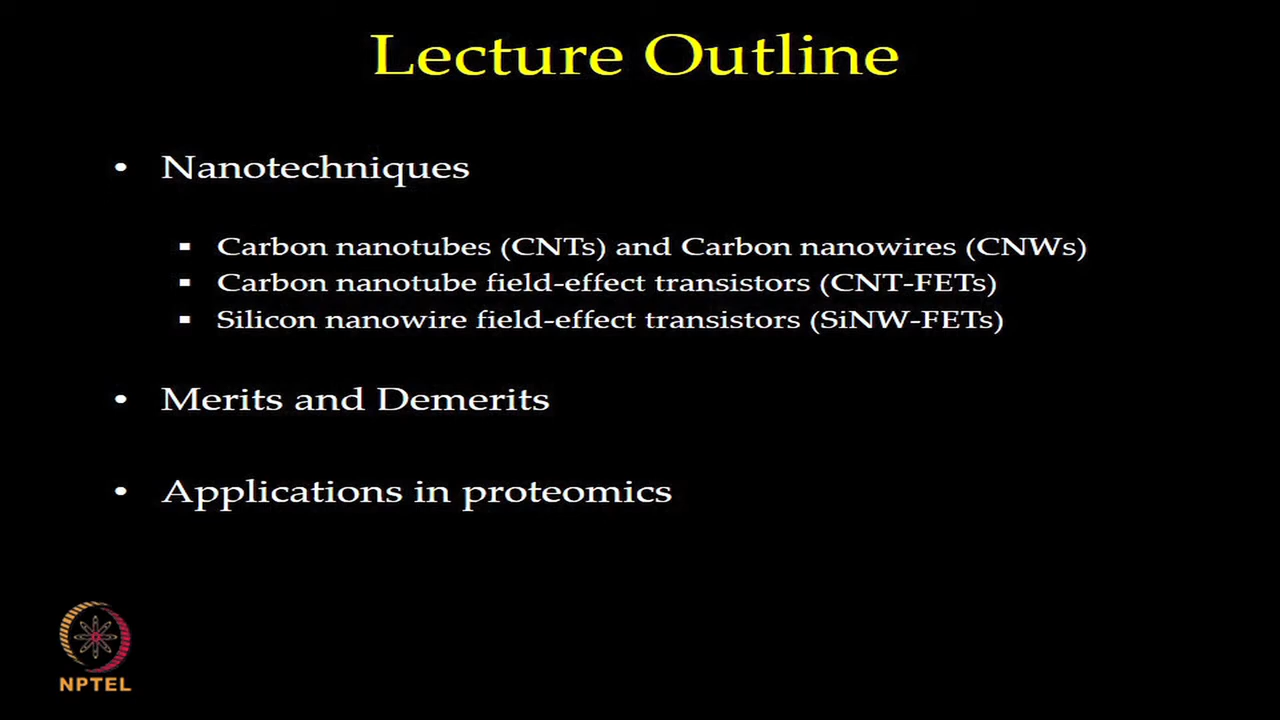 Lecture Outline
• Nanotechniques
▪ Carbon nanotubes (CNTs) and Carbon nanowires (CNWs)
▪ Carbon nanotube field-effect transistors (CNT-FETs)
▪ Silicon nanowire field-effect transistors (SiNW-FETs)
• Merits and Demerits
• Applications in proteomics
NPTEL